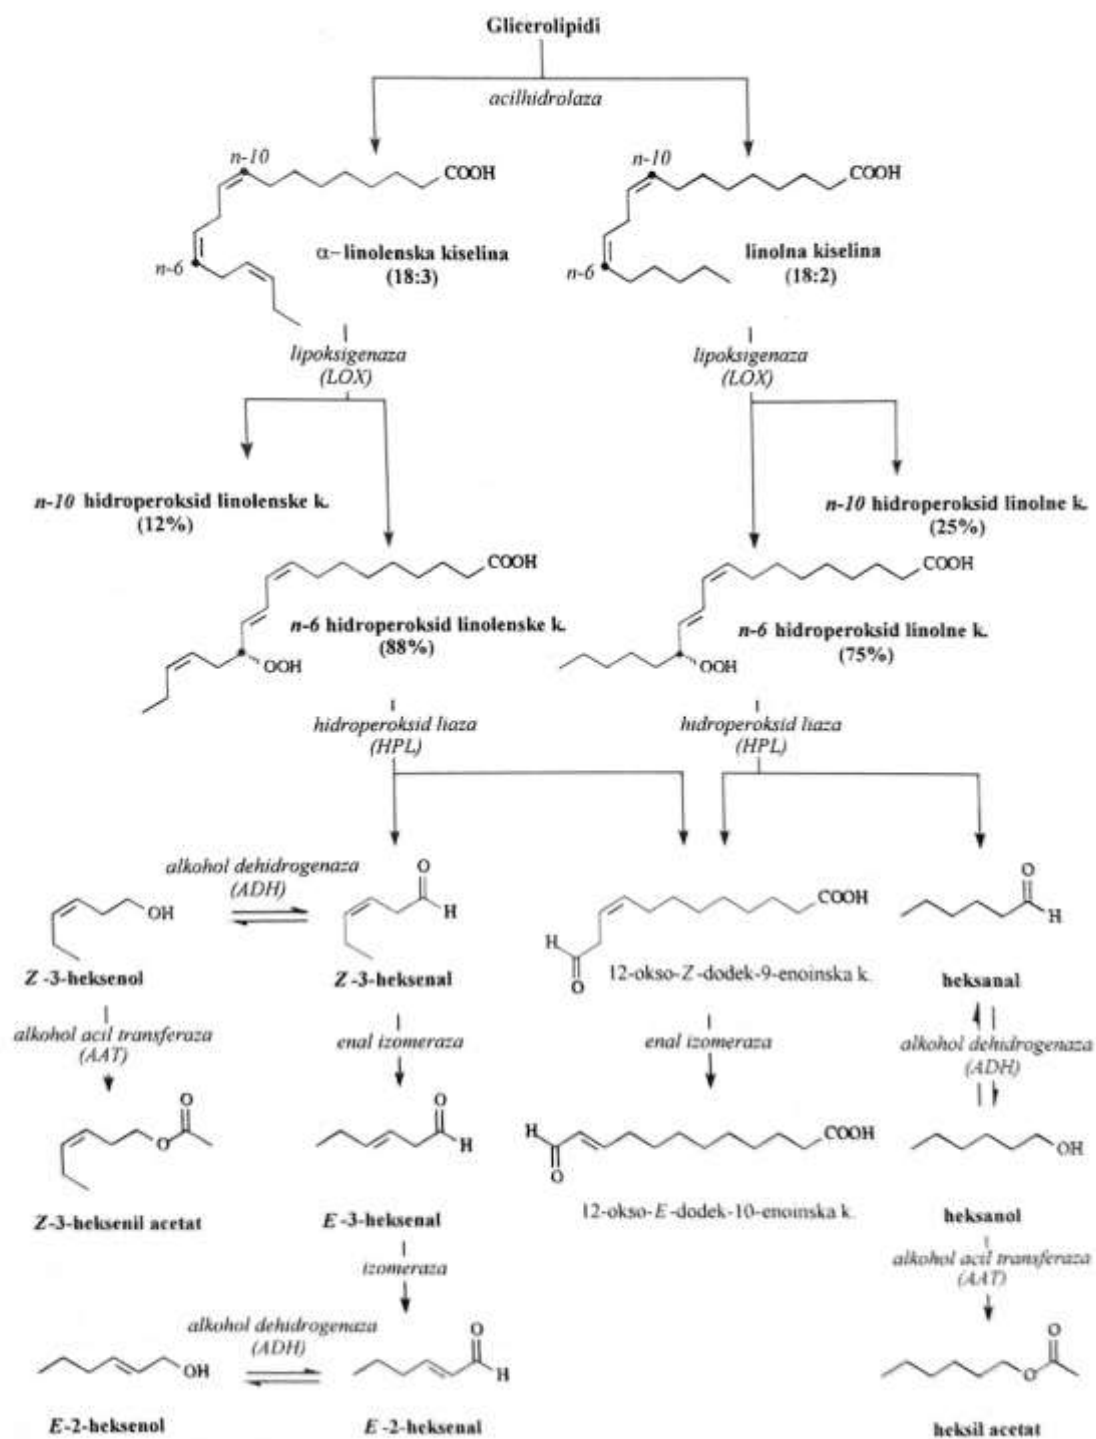 Glicerolipidi
acilhidrolaza
n-10
COOH
n-6
α-linolenska kiselina
(18:3)
n-10
COOH
n-6
linolna kiselina
(18:2)
lipoksigenaza
(LOX)
lipoksigenaza
(LOX)
n-10 hidroperoksid linolenske k.
(12%)
n-10 hidroperoksid linolne k.
(25%)
COOH
n-6 hidroperoksid linolenske k.
(88%)
OOH
COOH
n-6 hidroperoksid linolne k.
(75%)
OOH
hidroperoksid liaza
(HPL)
hidroperoksid liaza
(HPL)
alkohol dehidrogenaza
(ADH)
OH
Z-3-heksenol
O
H
Z-3-heksenal
COOH
H
O
12-okso-Z-dodek-9-enoinska k.
O
H
heksanal
alkohol acil transferaza
(AAT)
enal izomeraza
enal izomeraza
alkohol dehidrogenaza
(ADH)
O
O
Z-3-heksenil acetat
O
H
E-3-heksenal
H
O
COOH
12-okso-E-dodek-10-enoinska k.
OH
heksanol
izomeraza
alkohol acil transferaza
(AAT)
alkohol dehidrogenaza
(ADH)
OH
E-2-heksenol
O
H
E-2-heksenal
O
O
heksil acetat